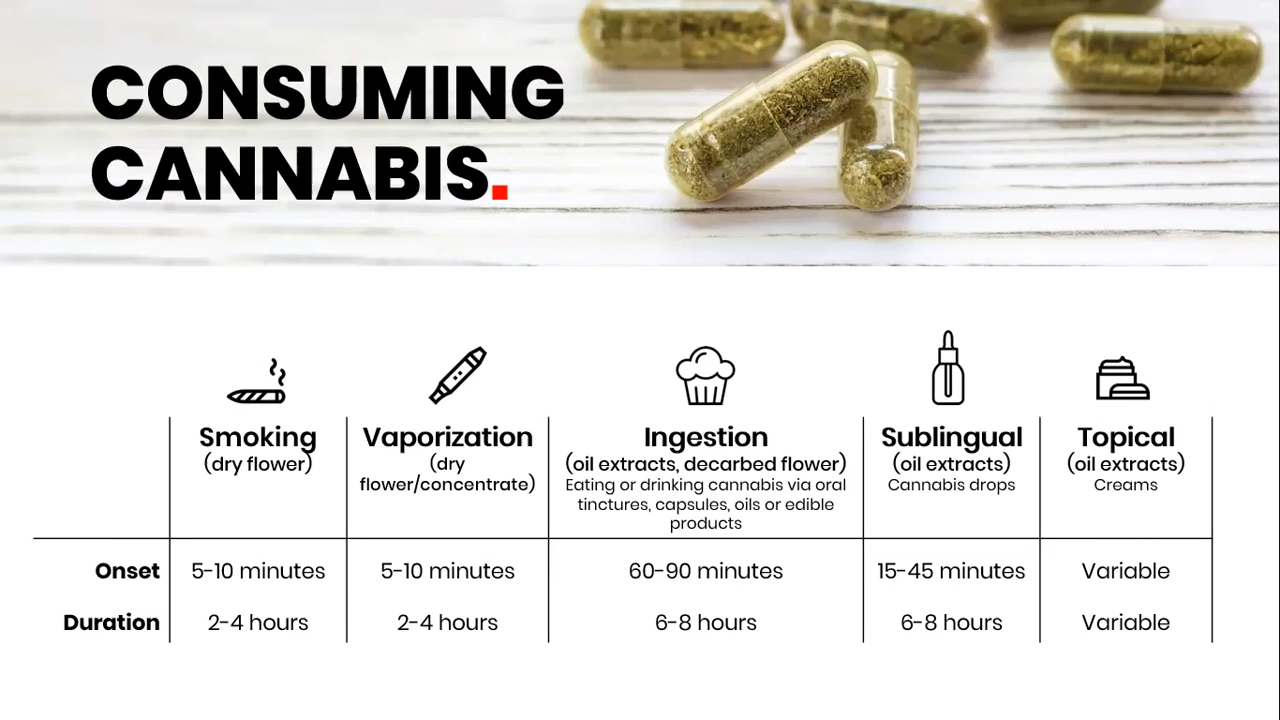 CONSUMING
CANNABIS.
Smoking
(dry flower)
Vaporization
(dry
flower/concentrate)
Ingestion
(oil extracts, decarbed flower)
Eating or drinking cannabis via oral
tinctures, capsules, oils or edible
products
Sublingual
(oil extracts)
Cannabis drops
Topical
(oil extracts)
Creams
Onset 5-10 minutes 5-10 minutes 60-90 minutes 15-45 minutes Variable
Duration 2-4 hours 2-4 hours 6-8 hours 6-8 hours Variable